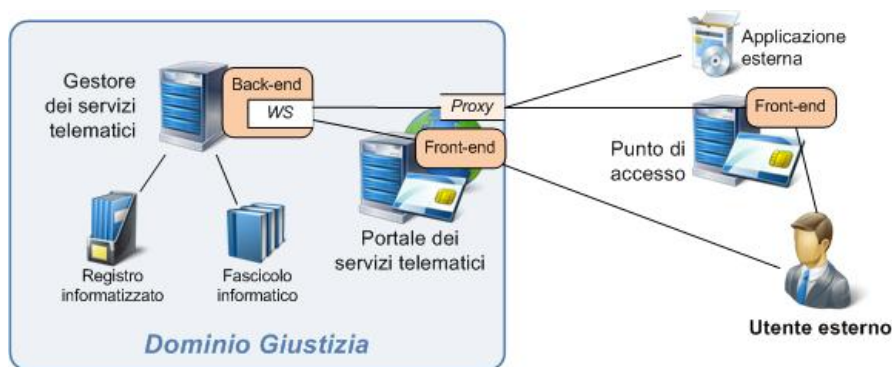 Gestore
dei servizi
telematici
Back-end
WS
Proxy
Front-end
Applicazione
esterna
Front-end
Punto di
accesso
Registro
informatizzato
Fascicolo
informatico
Portale dei
servizi telematici
Utente esterno
Dominio Giustizia